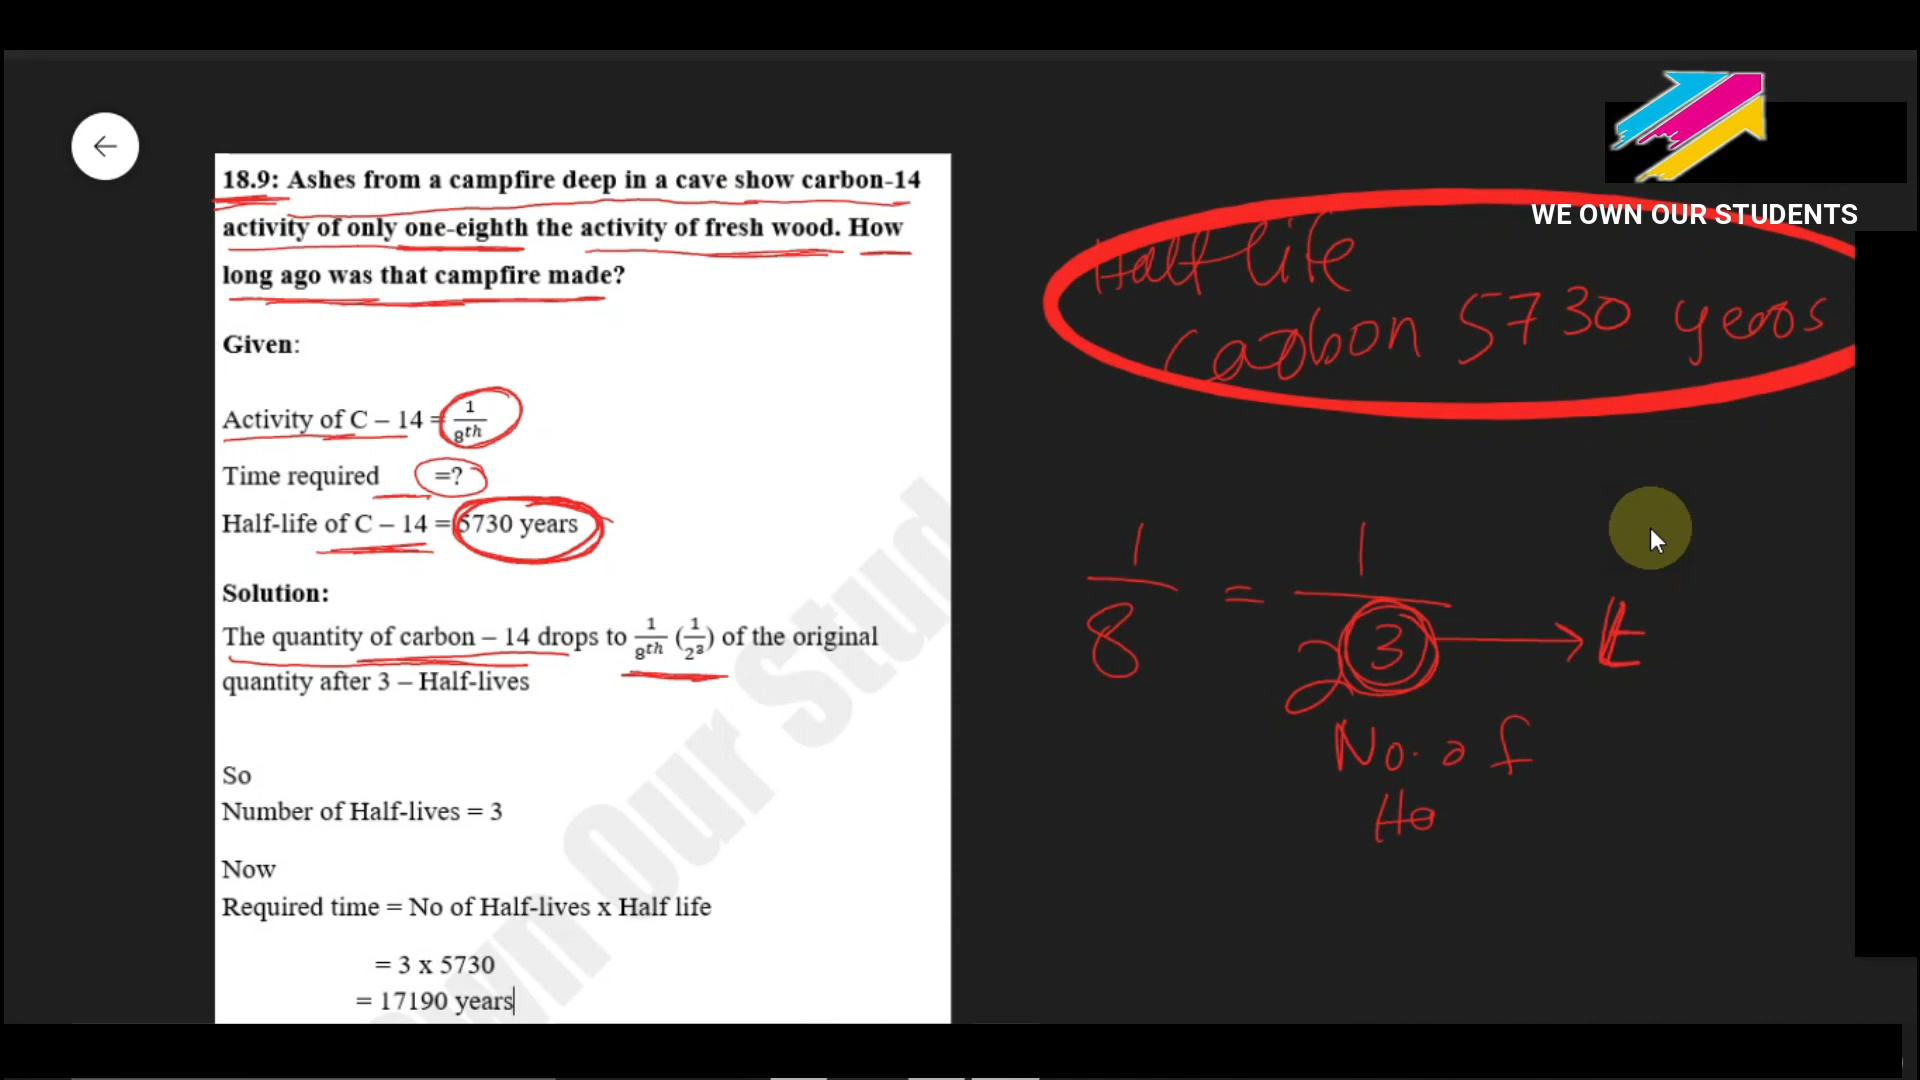 WE OWN OUR STUDENTS
18.9: Ashes from a campfire deep in a cave show carbon-14
activity of only one-eighth the activity of fresh wood. How
long ago was that campfire made?
Given:
Activity of C – 14 = 1/8th
Time required =?
Half-life of C – 14 = 5730 years
Solution:
The quantity of carbon – 14 drops to 1/8th (1/2³) of the original
quantity after 3 – Half-lives
So
Number of Half-lives = 3
Now
Required time = No of Half-lives x Half life
= 3 x 5730
= 17190 years
Half life
Carbon 5730 years
1/8 = 1/2³ → t
No. of
Ha